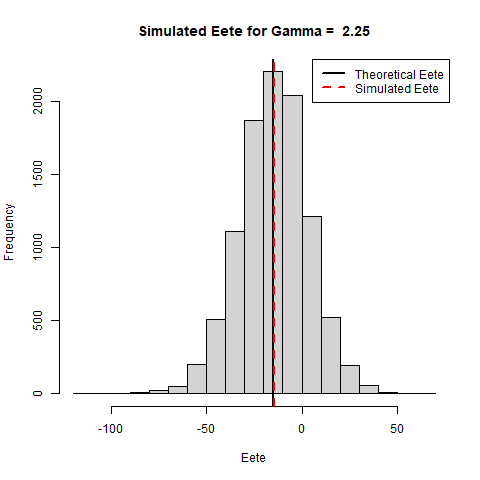 Simulated Eete for Gamma =  2.25
Theoretical Eete
Simulated Eete
Frequency
2000
1500
1000
500
0
-100
-50
0
50
Eete